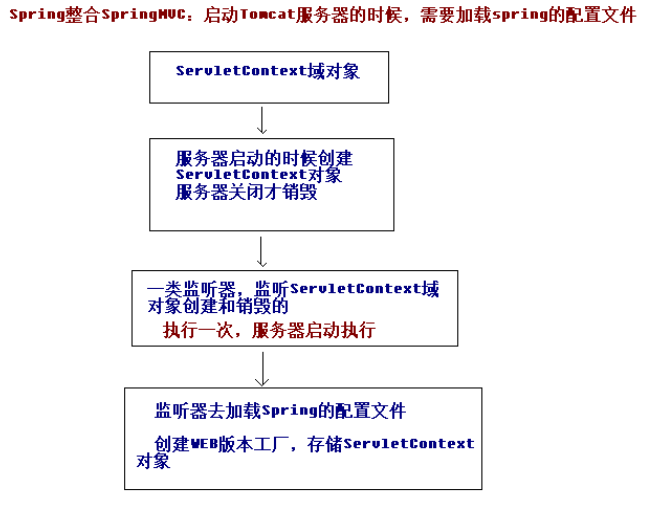 Spring整合SpringMVC：启动Tomcat服务器的时候，需要加载spring的配置文件
ServletContext域对象
服务器启动的时候创建
ServletContext对象
服务器关闭才销毁
一类监听器，监听ServletContext域
对象创建和销毁的
执行一次，服务器启动执行
监听器去加载Spring的配置文件
创建WEB版本工厂，存储ServletContext
对象